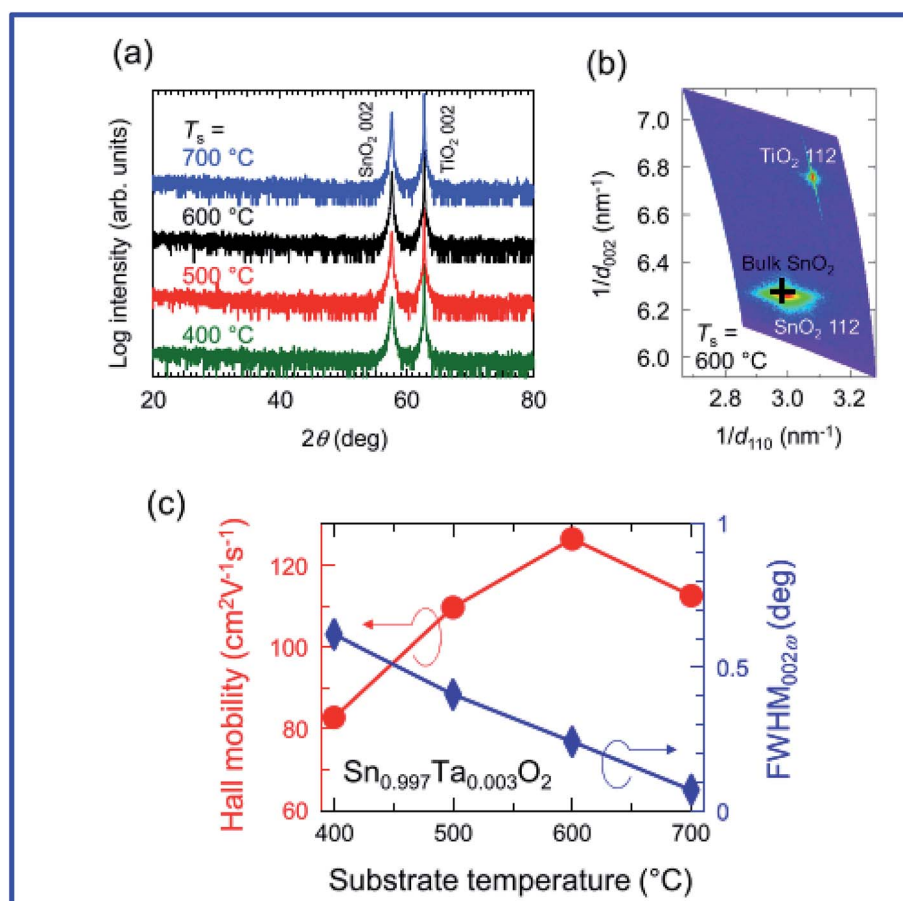 (a)
Log intensity (arb. units)
Tₛ =
700 °C
600 °C
500 °C
400 °C
SnO₂ 002
TiO₂ 002
20 40 60 80
2θ (deg)
(b)
1/d₀₀₂ (nm⁻¹)
7.0
6.8
6.6
6.4
6.2
6.0
TiO₂ 112
Bulk SnO₂
SnO₂ 112
Tₛ =
600 °C
2.8 3.0 3.2
1/d₁₁₀ (nm⁻¹)
(c)
Hall mobility (cm²V⁻¹s⁻¹)
120
100
80
60
1
0.5
0
FWHM₀₀₂ω (deg)
Sn₀.₉₉₇Ta₀.₀₀₃O₂
400 500 600 700
Substrate temperature (°C)